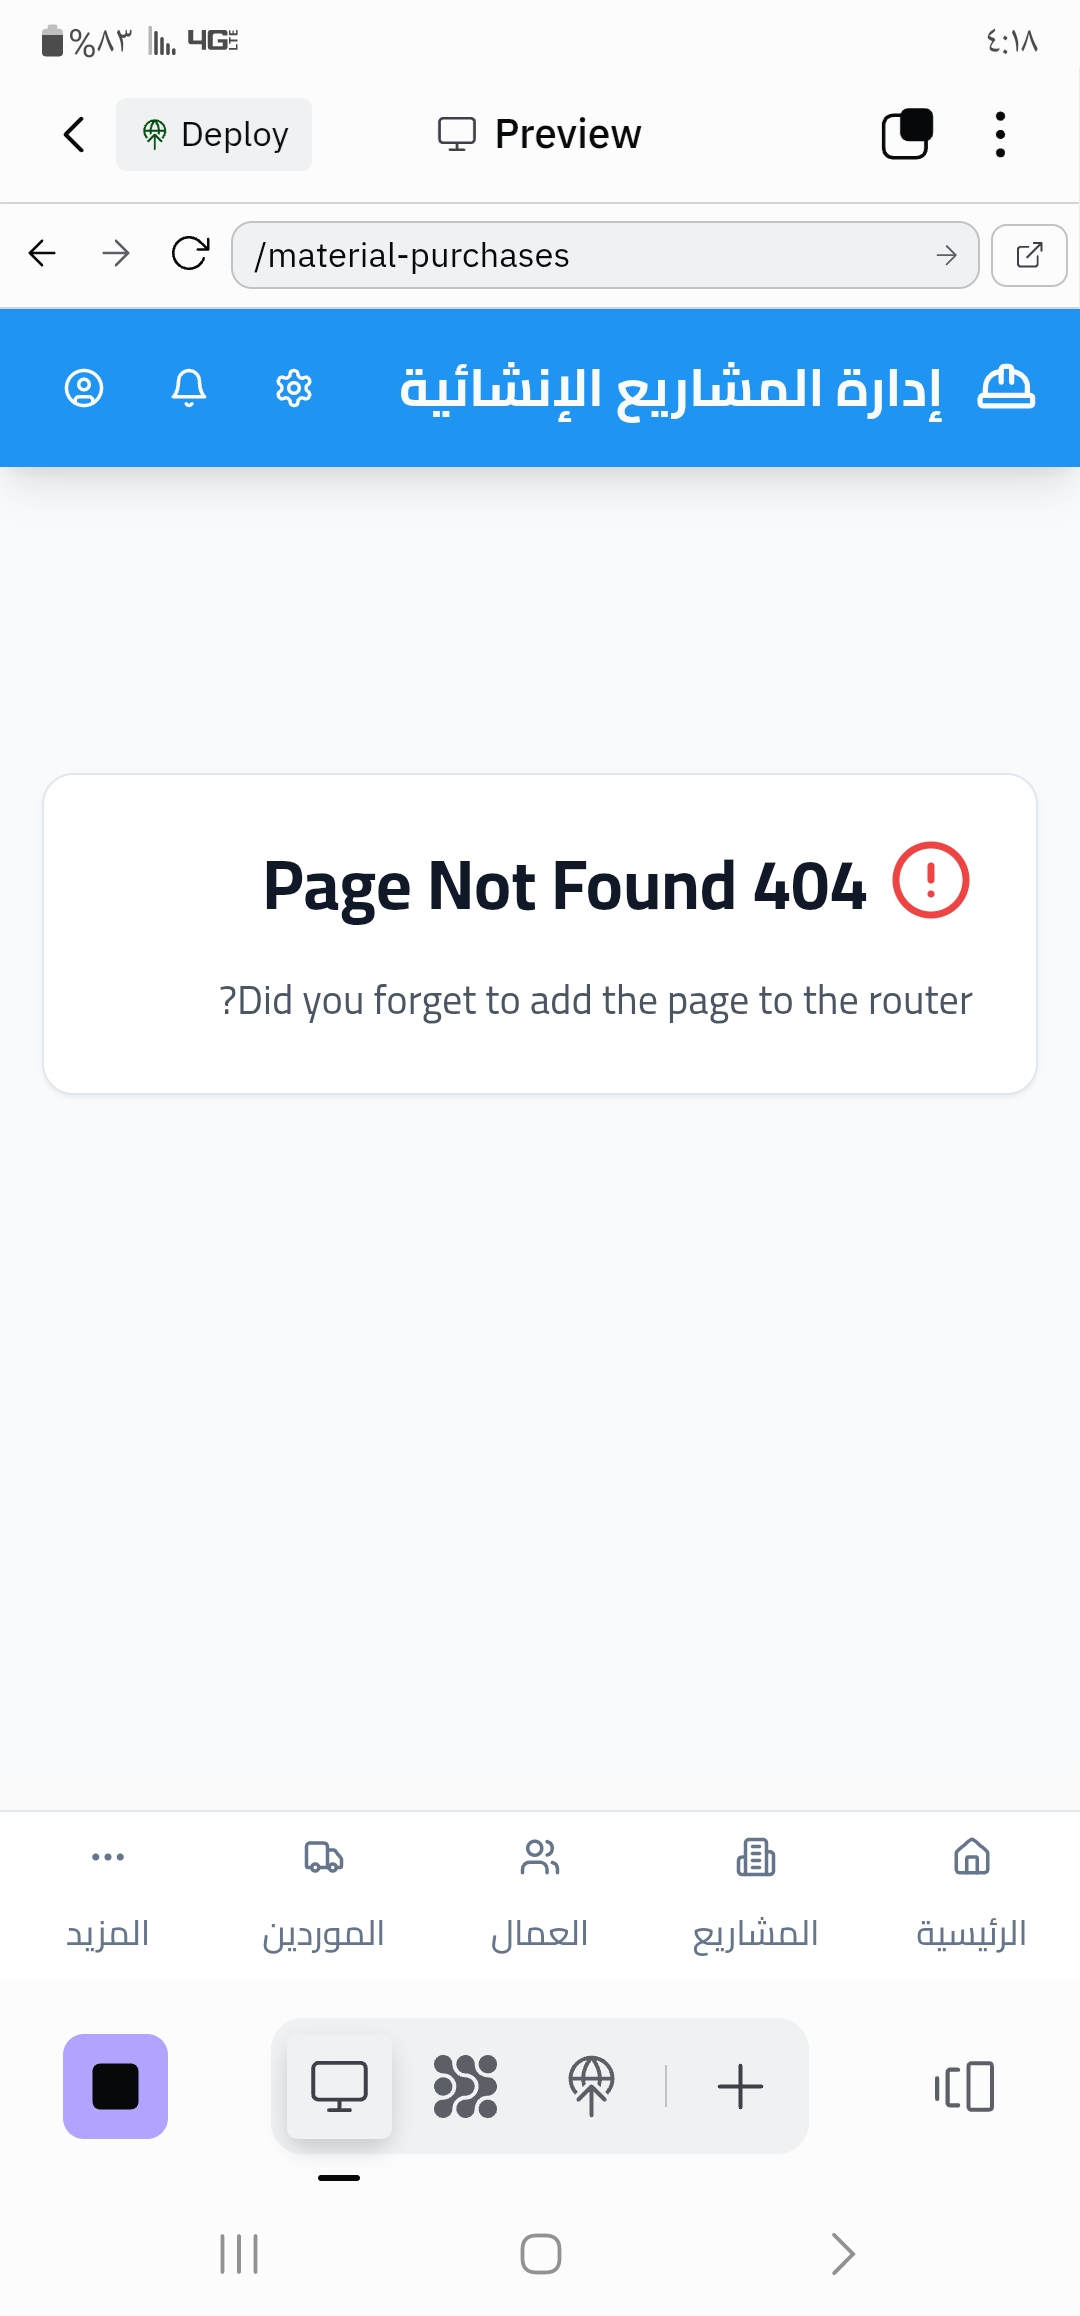 %٨٣ 4G LTE ٤:١٨
Deploy Preview
/material-purchases
إدارة المشاريع الإنشائية
Page Not Found 404
?Did you forget to add the page to the router
الرئيسية المشاريع العمال الموردين المزيد